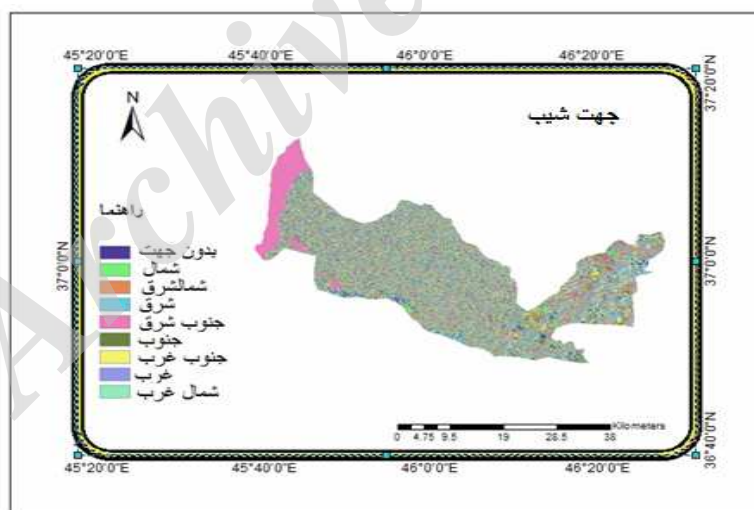 45°20'0"E 45°40'0"E 46°0'0"E 46°20'0"E
37°20'0"N
N
جهت شیب
راهنما
بدون جهت
شمال
شمالشرق
شرق
جنوب شرق
جنوب
جنوب غرب
غرب
شمال غرب
37°0'0"N
37°0'0"N
Kilometers
0 4.75 9.5 19 28.5 38
36°40'0"N
45°20'0"E 45°40'0"E 46°0'0"E 46°20'0"E
Archive